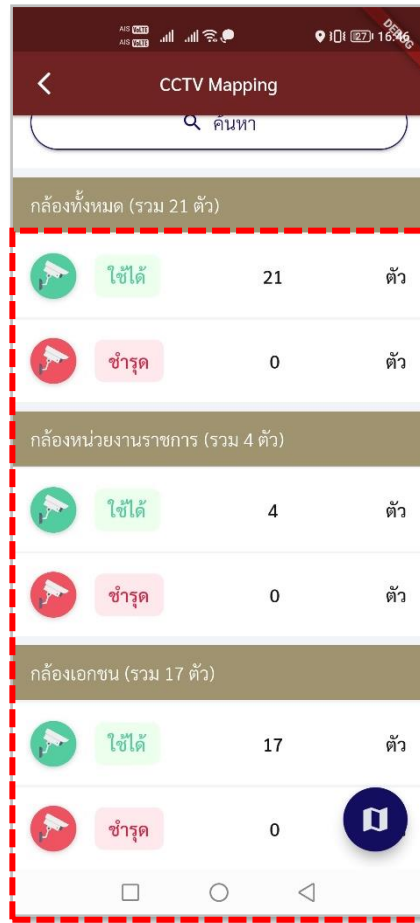 AIS VoLTE
AIS VoLTE
27 16:46
DEBUG
CCTV Mapping
ค้นหา
กล้องทั้งหมด (รวม 21 ตัว)
ใช้ได้ 21 ตัว
ชำรุด 0 ตัว
กล้องหน่วยงานราชการ (รวม 4 ตัว)
ใช้ได้ 4 ตัว
ชำรุด 0 ตัว
กล้องเอกชน (รวม 17 ตัว)
ใช้ได้ 17 ตัว
ชำรุด 0